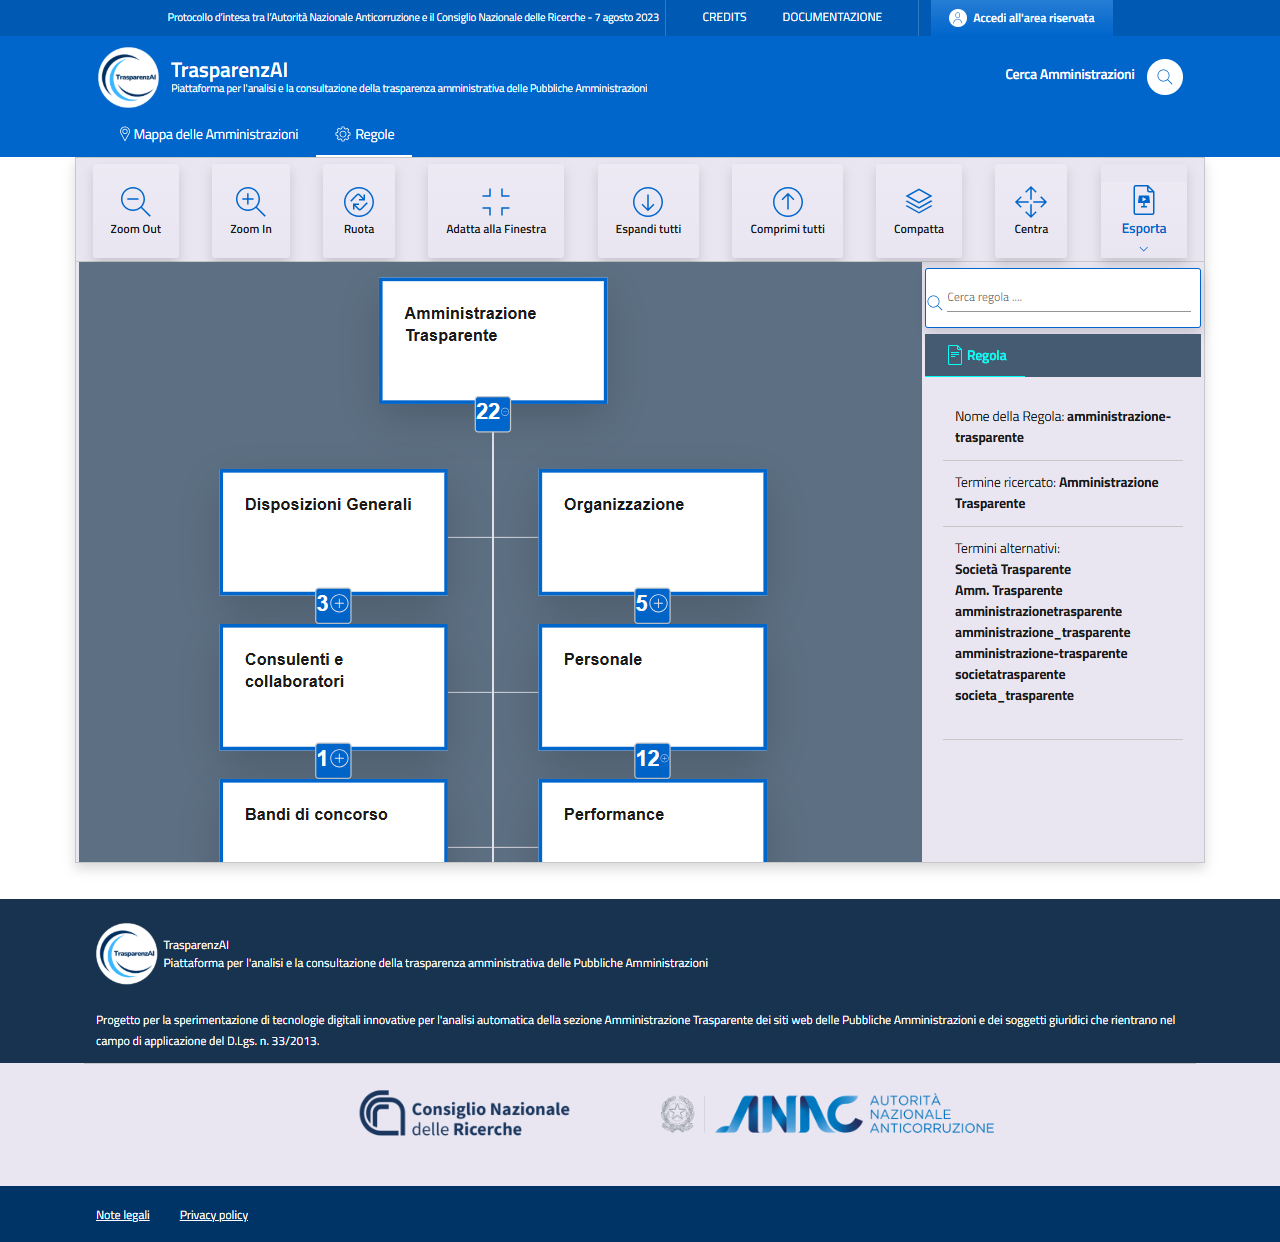 Protocollo d'intesa tra l'Autorità Nazionale Anticorruzione e il Consiglio Nazionale delle Ricerche - 7 agosto 2023
CREDITS
DOCUMENTAZIONE
Accedi all'area riservata
TrasparenzAI
TrasparenzAI
Piattaforma per l'analisi e la consultazione della trasparenza amministrativa delle Pubbliche Amministrazioni
Cerca Amministrazioni
Mappa delle Amministrazioni
Regole
Zoom Out
Zoom In
Ruota
Adatta alla Finestra
Espandi tutti
Comprimi tutti
Compatta
Centra
Esporta
Amministrazione
Trasparente
22
Disposizioni Generali
Organizzazione
3
5
Consulenti e
collaboratori
Personale
1
12
Bandi di concorso
Performance
Cerca regola ....
Regola
Nome della Regola: amministrazione-
trasparente
Termine ricercato: Amministrazione
Trasparente
Termini alternativi:
Società Trasparente
Amm. Trasparente
amministrazionetrasparente
amministrazione_trasparente
amministrazione-trasparente
societatrasparente
societa_trasparente
TrasparenzAI
TrasparenzAI
Piattaforma per l'analisi e la consultazione della trasparenza amministrativa delle Pubbliche Amministrazioni
Progetto per la sperimentazione di tecnologie digitali innovative per l'analisi automatica della sezione Amministrazione Trasparente dei siti web delle Pubbliche Amministrazioni e dei soggetti giuridici che rientrano nel
campo di applicazione del D.Lgs. n. 33/2013.
Consiglio Nazionale
delle Ricerche
ANAC
AUTORITÀ
NAZIONALE
ANTICORRUZIONE
Note legali
Privacy policy